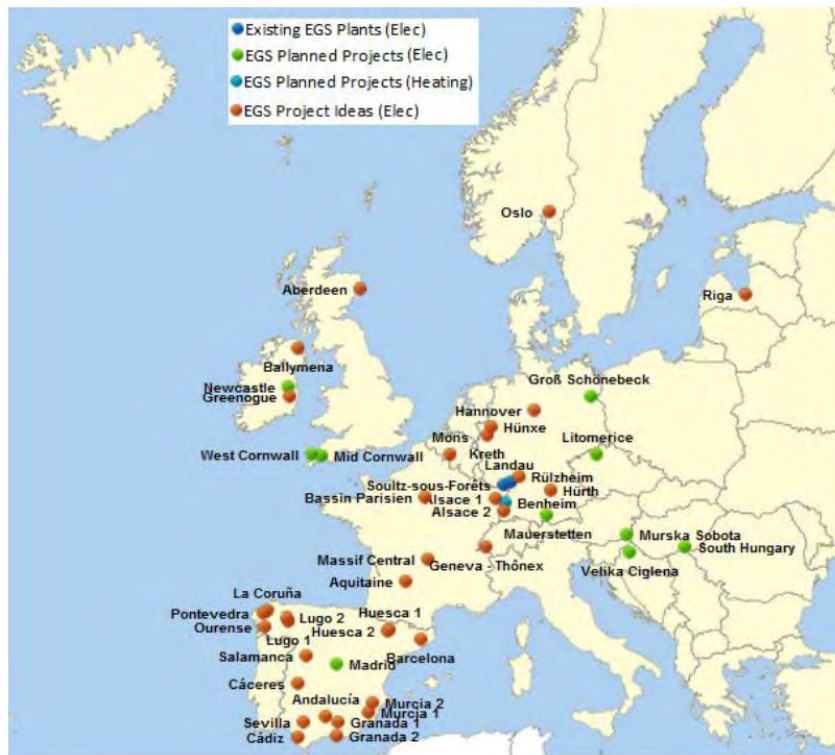 Existing EGS Plants (Elec)
EGS Planned Projects (Elec)
EGS Planned Projects (Heating)
EGS Project Ideas (Elec)
Oslo
Aberdeen
Riga
Ballymena
Newcastle
Greenogue
Groß Schönebeck
Hannover
Hünxe
Mons
Kreth
Litomerice
West Cornwall
Mid Cornwall
Landau
Rülzheim
Soultz-sous-Forêts
Hürth
Bassin Parisien
Alsace 1
Benheim
Alsace 2
Mauerstetten
Murska Sobota
South Hungary
Geneva - Thônex
Velika Ciglena
Massif Central
Aquitaine
La Coruña
Pontevedra
Lugo 2
Huesca 1
Ourense
Huesca 2
Lugo 1
Salamanca
Madrid
Barcelona
Cáceres
Andalucía
Murcia 2
Murcia 1
Sevilla
Granada 1
Cádiz
Granada 2